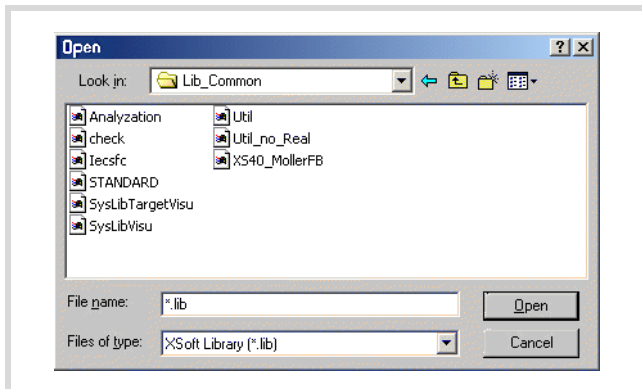 Open
Look in: Lib_Common
Analyzation
check
Iecsfc
STANDARD
SysLibTargetVisu
SysLibVisu
Util
Util_no_Real
XS40_MollerFB
File name: *.lib Open
Files of type: XSoft Library (*.lib) Cancel